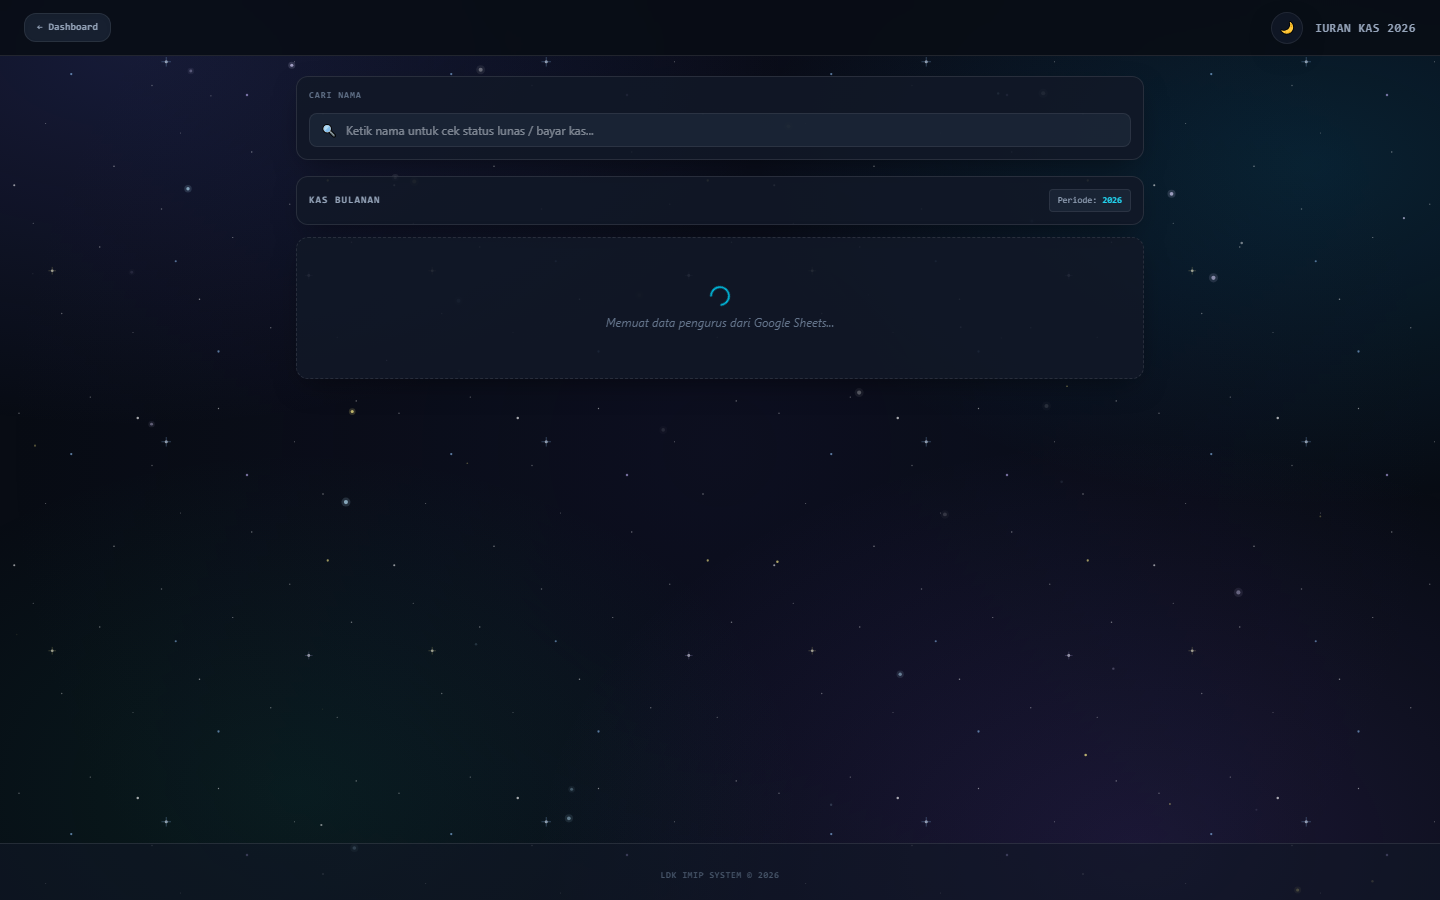 ← Dashboard
IURAN KAS 2026
CARI NAMA
Ketik nama untuk cek status lunas / bayar kas...
KAS BULANAN
Periode: 2026
Memuat data pengurus dari Google Sheets...
LDK IMIP SYSTEM © 2026